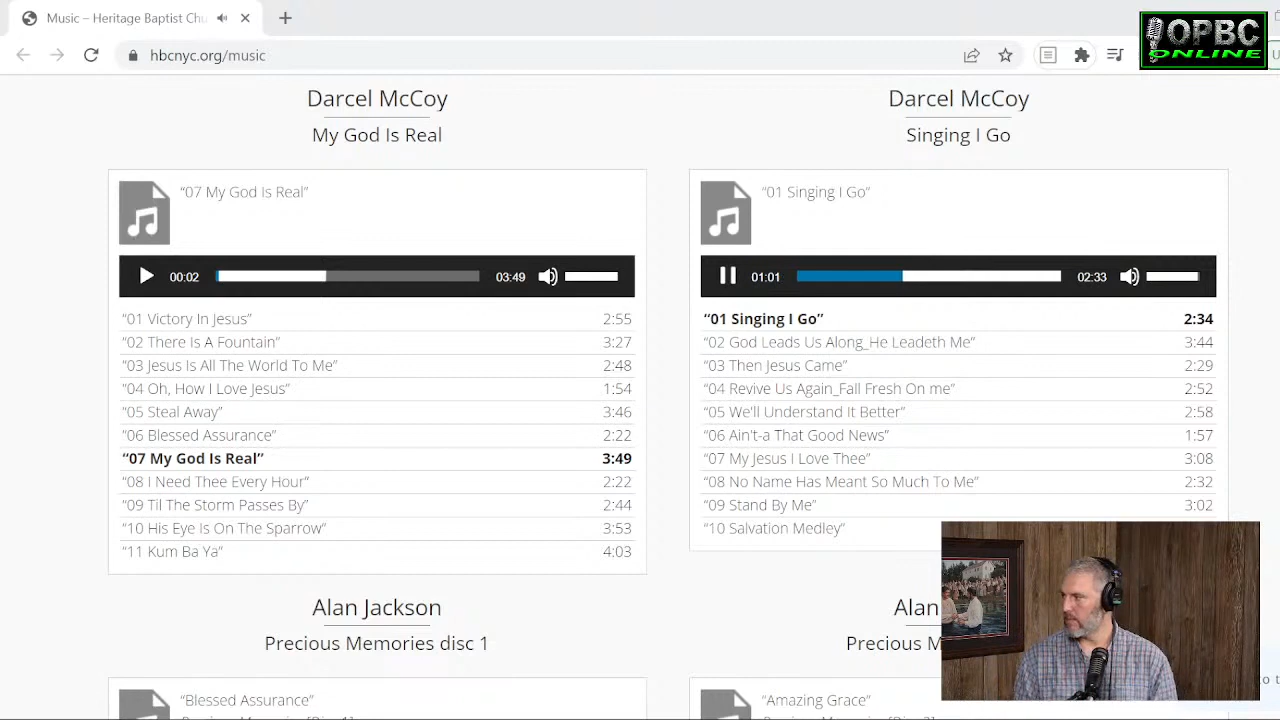 Music – Heritage Baptist Chu
OPBC
ONLINE
hbcnyc.org/music
Darcel McCoy
My God Is Real
“07 My God Is Real”
00:02
03:49
“01 Victory In Jesus” 2:55
“02 There Is A Fountain” 3:27
“03 Jesus Is All The World To Me” 2:48
“04 Oh, How I Love Jesus” 1:54
“05 Steal Away” 3:46
“06 Blessed Assurance” 2:22
“07 My God Is Real” 3:49
“08 I Need Thee Every Hour” 2:22
“09 Til The Storm Passes By” 2:44
“10 His Eye Is On The Sparrow” 3:53
“11 Kum Ba Ya” 4:03
Darcel McCoy
Singing I Go
“01 Singing I Go”
01:01
02:33
“01 Singing I Go” 2:34
“02 God Leads Us Along_He Leadeth Me” 3:44
“03 Then Jesus Came” 2:29
“04 Revive Us Again_Fall Fresh On me” 2:52
“05 We'll Understand It Better” 2:58
“06 Ain't-a That Good News” 1:57
“07 My Jesus I Love Thee” 3:08
“08 No Name Has Meant So Much To Me” 2:32
“09 Stand By Me” 3:02
“10 Salvation Medley”
Alan Jackson
Precious Memories disc 1
“Blessed Assurance”
Alan
Precious M
“Amazing Grace”